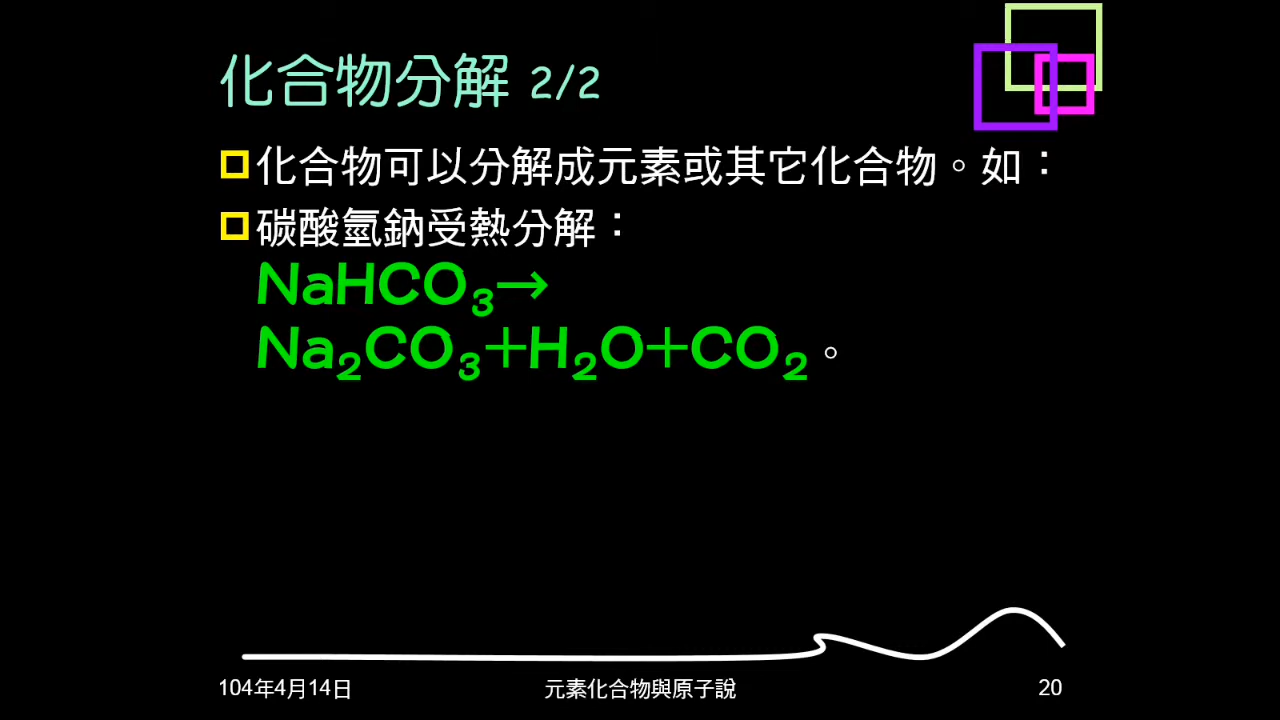 化合物分解 2/2
化合物可以分解成元素或其它化合物。如：
碳酸氫鈉受熱分解：
NaHCO₃→
Na₂CO₃+H₂O+CO₂。
104年4月14日 元素化合物與原子說 20